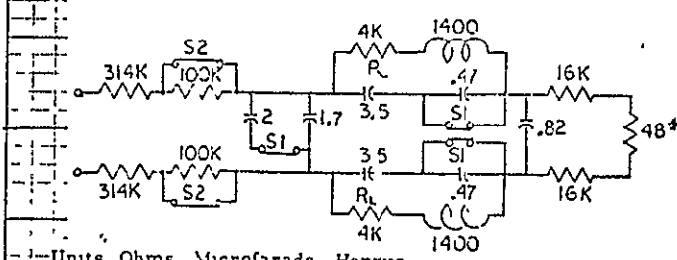 4K 1400
S2
314K 100K R .47 16K
2 S1 1.7 3.5 S1 .82 48*
100K 3.5 S1
314K S2 RL .47 16K
4K 1400
Units Ohms, Microfarads, Henrys